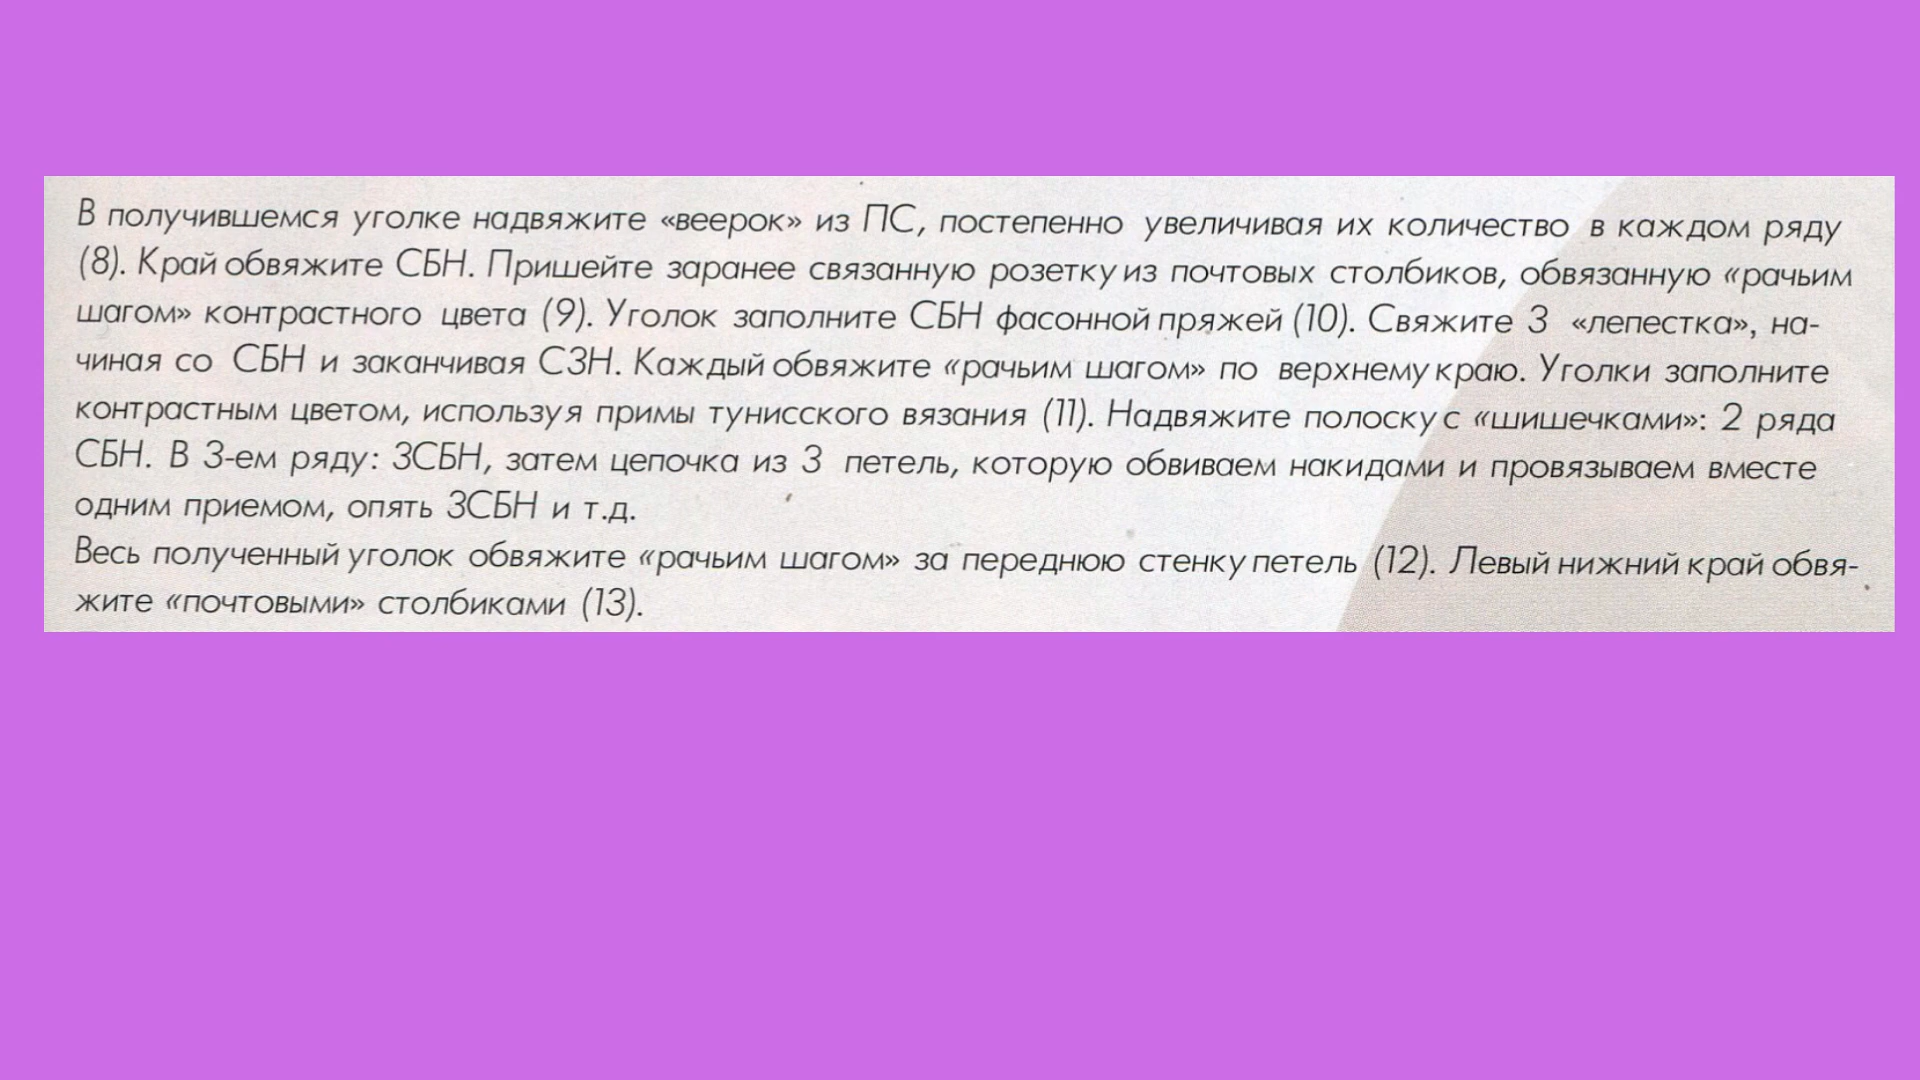 В получившемся уголке надвяжите «веерок» из ПС, постепенно увеличивая их количество в каждом ряду
(8). Край обвяжите СБН. Пришейте заранее связанную розетку из почтовых столбиков, обвязанную «рачьим
шагом» контрастного цвета (9). Уголок заполните СБН фасонной пряжей (10). Свяжите 3 «лепестка», на-
чиная со СБН и заканчивая СЗН. Каждый обвяжите «рачьим шагом» по верхнему краю. Уголки заполните
контрастным цветом, используя примы тунисского вязания (11). Надвяжите полоску с «шишечками»: 2 ряда
СБН. В 3-ем ряду: 3СБН, затем цепочка из 3 петель, которую обвиваем накидами и провязываем вместе
одним приемом, опять 3СБН и т.д.
Весь полученный уголок обвяжите «рачьим шагом» за переднюю стенку петель (12). Левый нижний край обвя-
жите «почтовыми» столбиками (13).